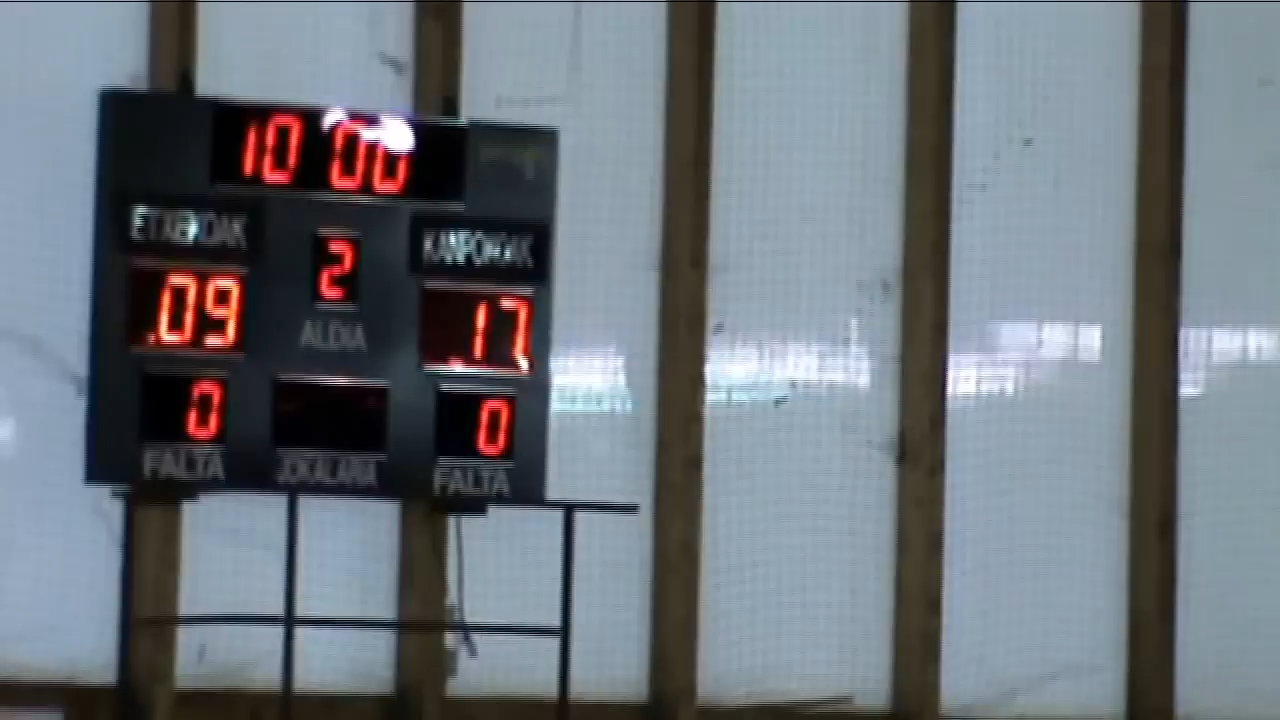 10 00
ETXEKOAK
2
KANPOKOAK
09
ALDIA
17
0
0
FALTA
JOKALARIA
FALTA